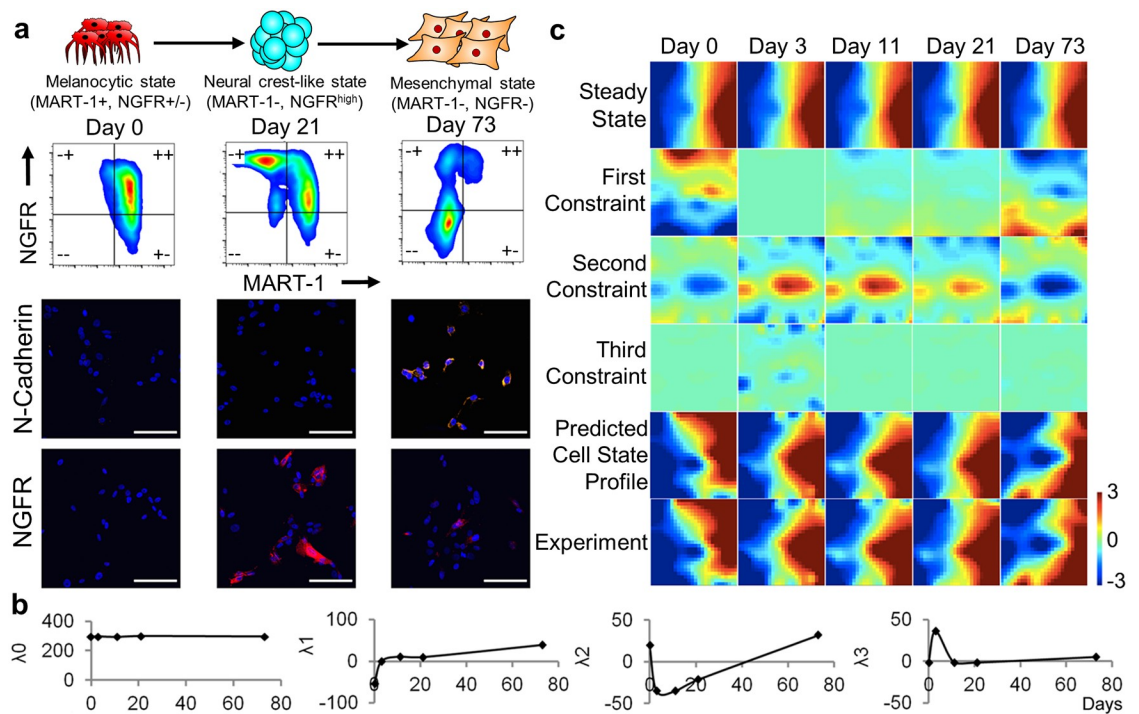 a
Melanocytic state
(MART-1+, NGFR+/-)
Neural crest-like state
(MART-1-, NGFRhigh)
Mesenchymal state
(MART-1-, NGFR-)
Day 0
Day 21
Day 73
NGFR
-+
++
--
+-
-+
++
--
+-
-+
++
--
+-
MART-1
N-Cadherin
NGFR
c
Day 0
Day 3
Day 11
Day 21
Day 73
Steady
State
First
Constraint
Second
Constraint
Third
Constraint
Predicted
Cell State
Profile
Experiment
3
0
-3
b
λ0
400
200
0
0
20
40
60
80
λ1
100
0
-100
0
20
40
60
80
λ2
50
0
-50
0
20
40
60
80
λ3
50
0
-50
0
20
40
60
80
Days